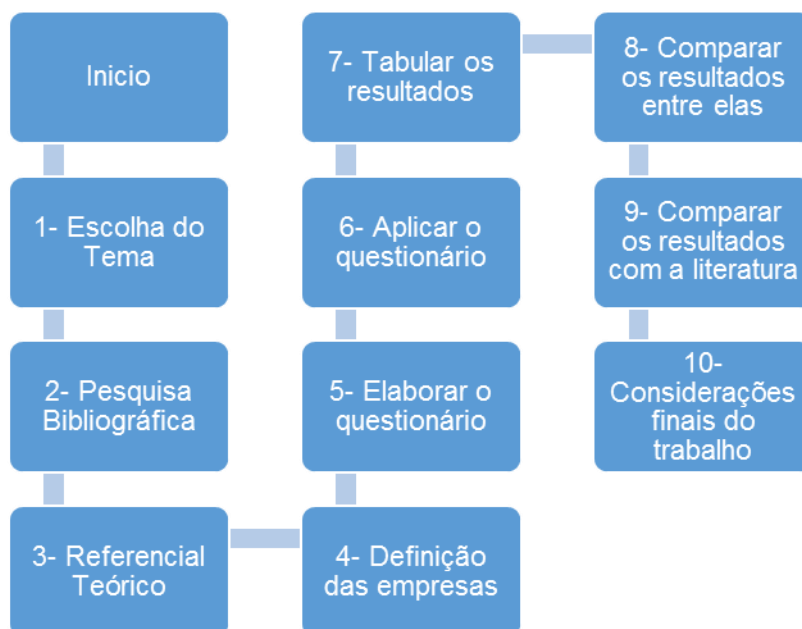 Inicio
1- Escolha do
Tema
2- Pesquisa
Bibliográfica
3- Referencial
Teórico
4- Definição
das empresas
5- Elaborar o
questionário
6- Aplicar o
questionário
7- Tabular os
resultados
8- Comparar
os resultados
entre elas
9- Comparar
os resultados
com a literatura
10-
Considerações
finais do
trabalho